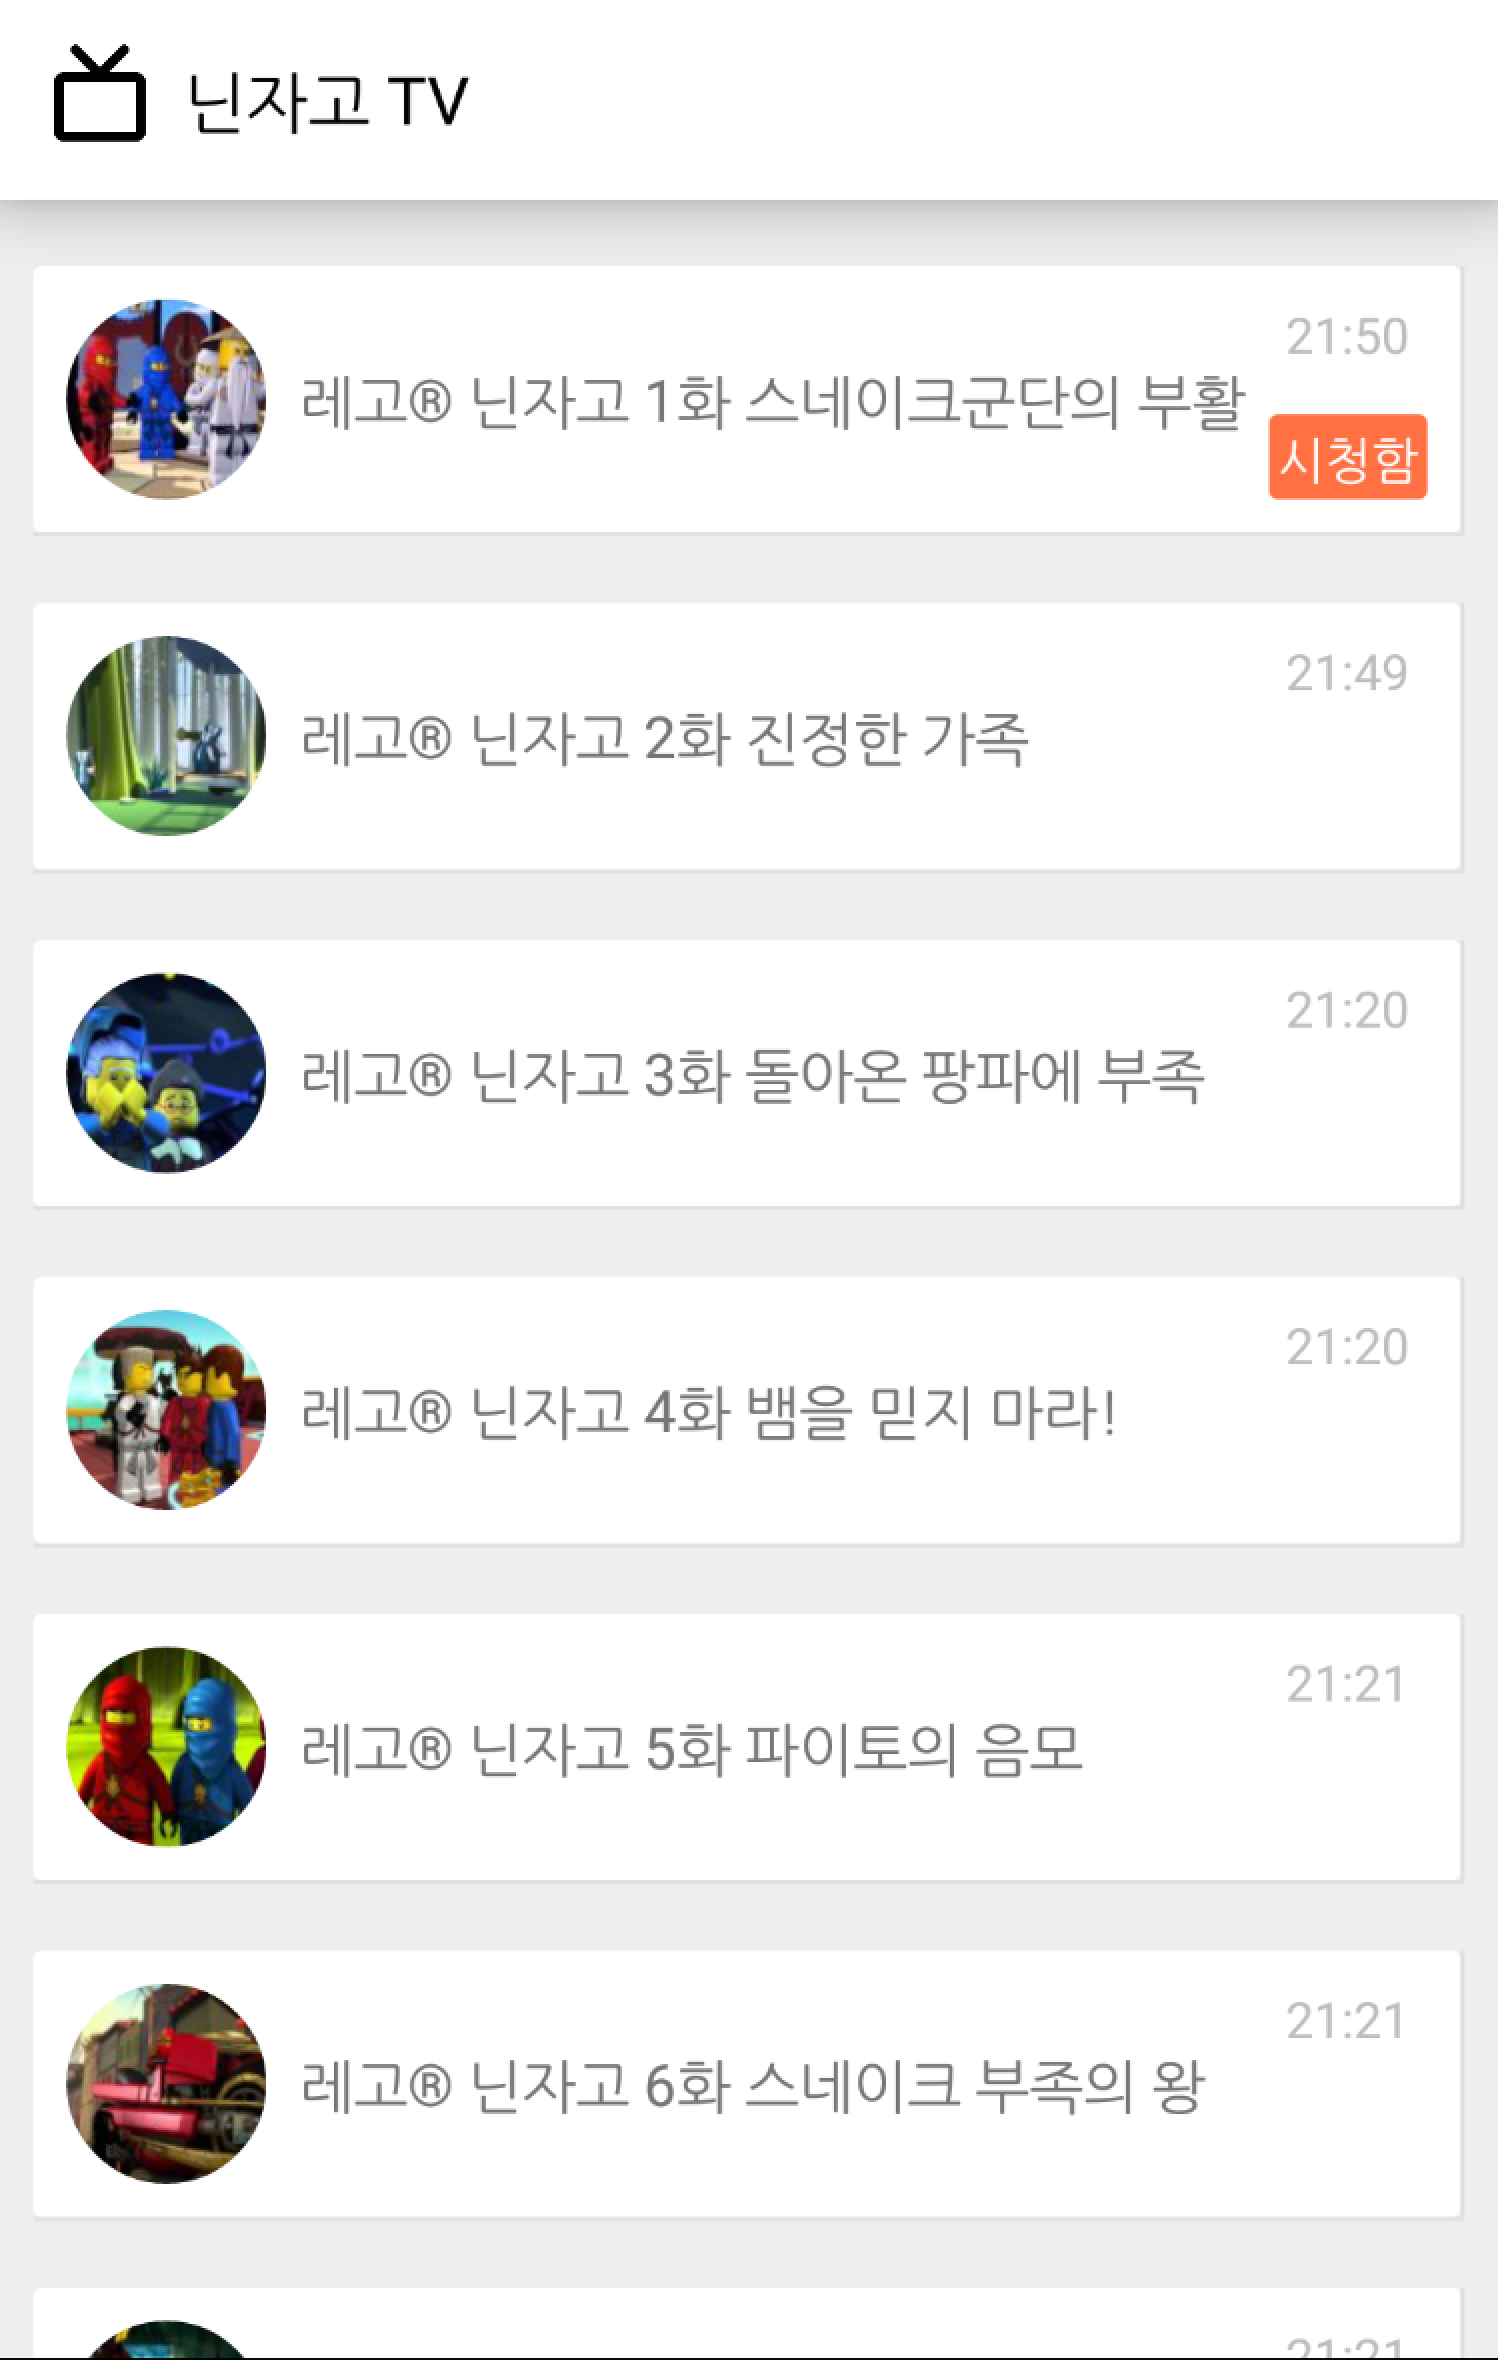 닌자고 TV
21:50
레고® 닌자고 1화 스네이크군단의 부활
시청함
21:49
레고® 닌자고 2화 진정한 가족
21:20
레고® 닌자고 3화 돌아온 팡파에 부족
21:20
레고® 닌자고 4화 뱀을 믿지 마라!
21:21
레고® 닌자고 5화 파이토의 음모
21:21
레고® 닌자고 6화 스네이크 부족의 왕
21:21